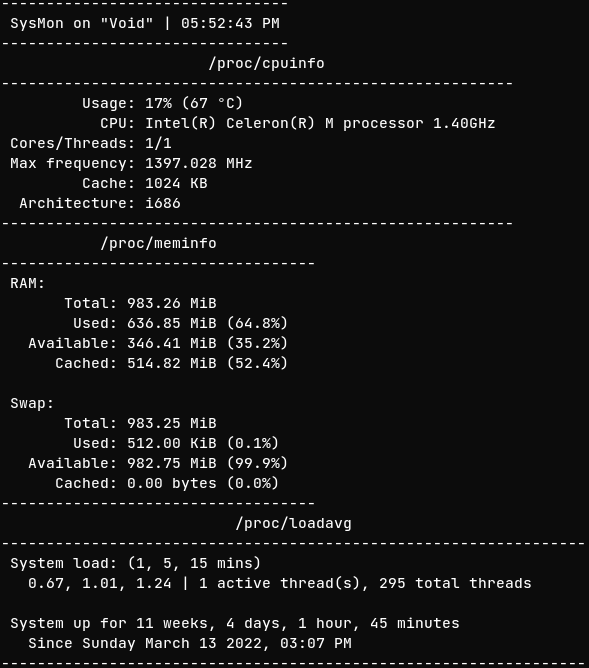 --------------------------------
SysMon on "Void" | 05:52:43 PM
--------------------------------
/proc/cpuinfo
---------------------------------------------------------
Usage: 17% (67 °C)
CPU: Intel(R) Celeron(R) M processor 1.40GHz
Cores/Threads: 1/1
Max frequency: 1397.028 MHz
Cache: 1024 KB
Architecture: i686
---------------------------------------------------------
/proc/meminfo
-----------------------------------
RAM:
Total: 983.26 MiB
Used: 636.85 MiB (64.8%)
Available: 346.41 MiB (35.2%)
Cached: 514.82 MiB (52.4%)

Swap:
Total: 983.25 MiB
Used: 512.00 KiB (0.1%)
Available: 982.75 MiB (99.9%)
Cached: 0.00 bytes (0.0%)
-----------------------------------
/proc/loadavg
-----------------------------------------------------------------
System load: (1, 5, 15 mins)
0.67, 1.01, 1.24 | 1 active thread(s), 295 total threads

System up for 11 weeks, 4 days, 1 hour, 45 minutes
Since Sunday March 13 2022, 03:07 PM
-----------------------------------------------------------------